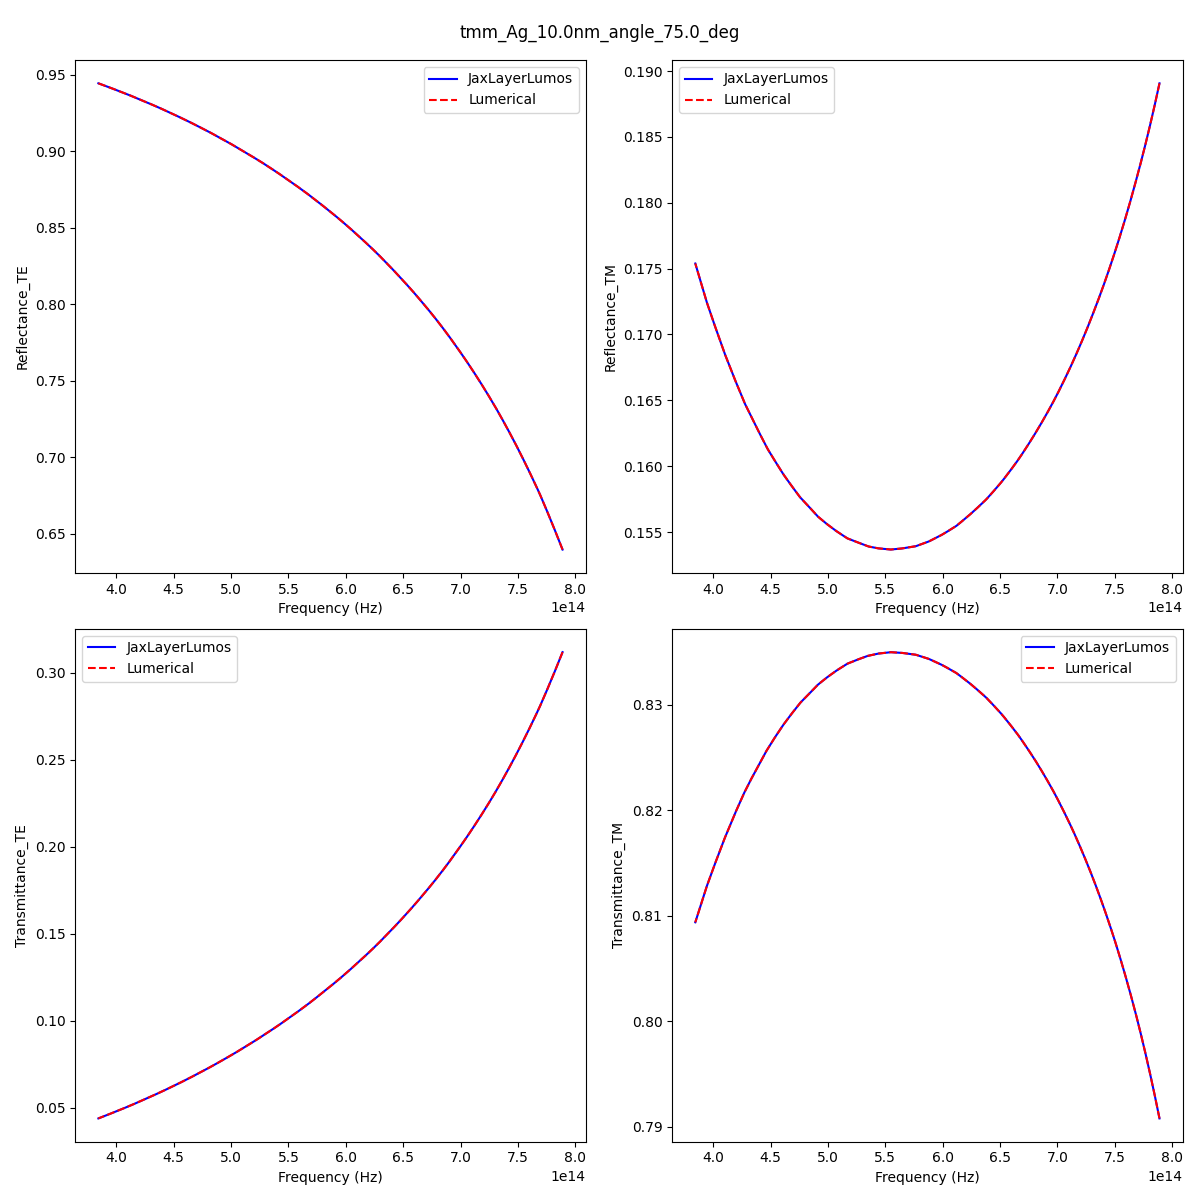 tmm_Ag_10.0nm_angle_75.0_deg
Reflectance_TE
0.95
0.90
0.85
0.80
0.75
0.70
0.65
JaxLayerLumos
Lumerical
4.0 4.5 5.0 5.5 6.0 6.5 7.0 7.5 8.0
Frequency (Hz)
1e14
Reflectance_TM
0.190
0.185
0.180
0.175
0.170
0.165
0.160
0.155
JaxLayerLumos
Lumerical
4.0 4.5 5.0 5.5 6.0 6.5 7.0 7.5 8.0
Frequency (Hz)
1e14
Transmittance_TE
0.30
0.25
0.20
0.15
0.10
0.05
JaxLayerLumos
Lumerical
4.0 4.5 5.0 5.5 6.0 6.5 7.0 7.5 8.0
Frequency (Hz)
1e14
Transmittance_TM
0.83
0.82
0.81
0.80
0.79
JaxLayerLumos
Lumerical
4.0 4.5 5.0 5.5 6.0 6.5 7.0 7.5 8.0
Frequency (Hz)
1e14